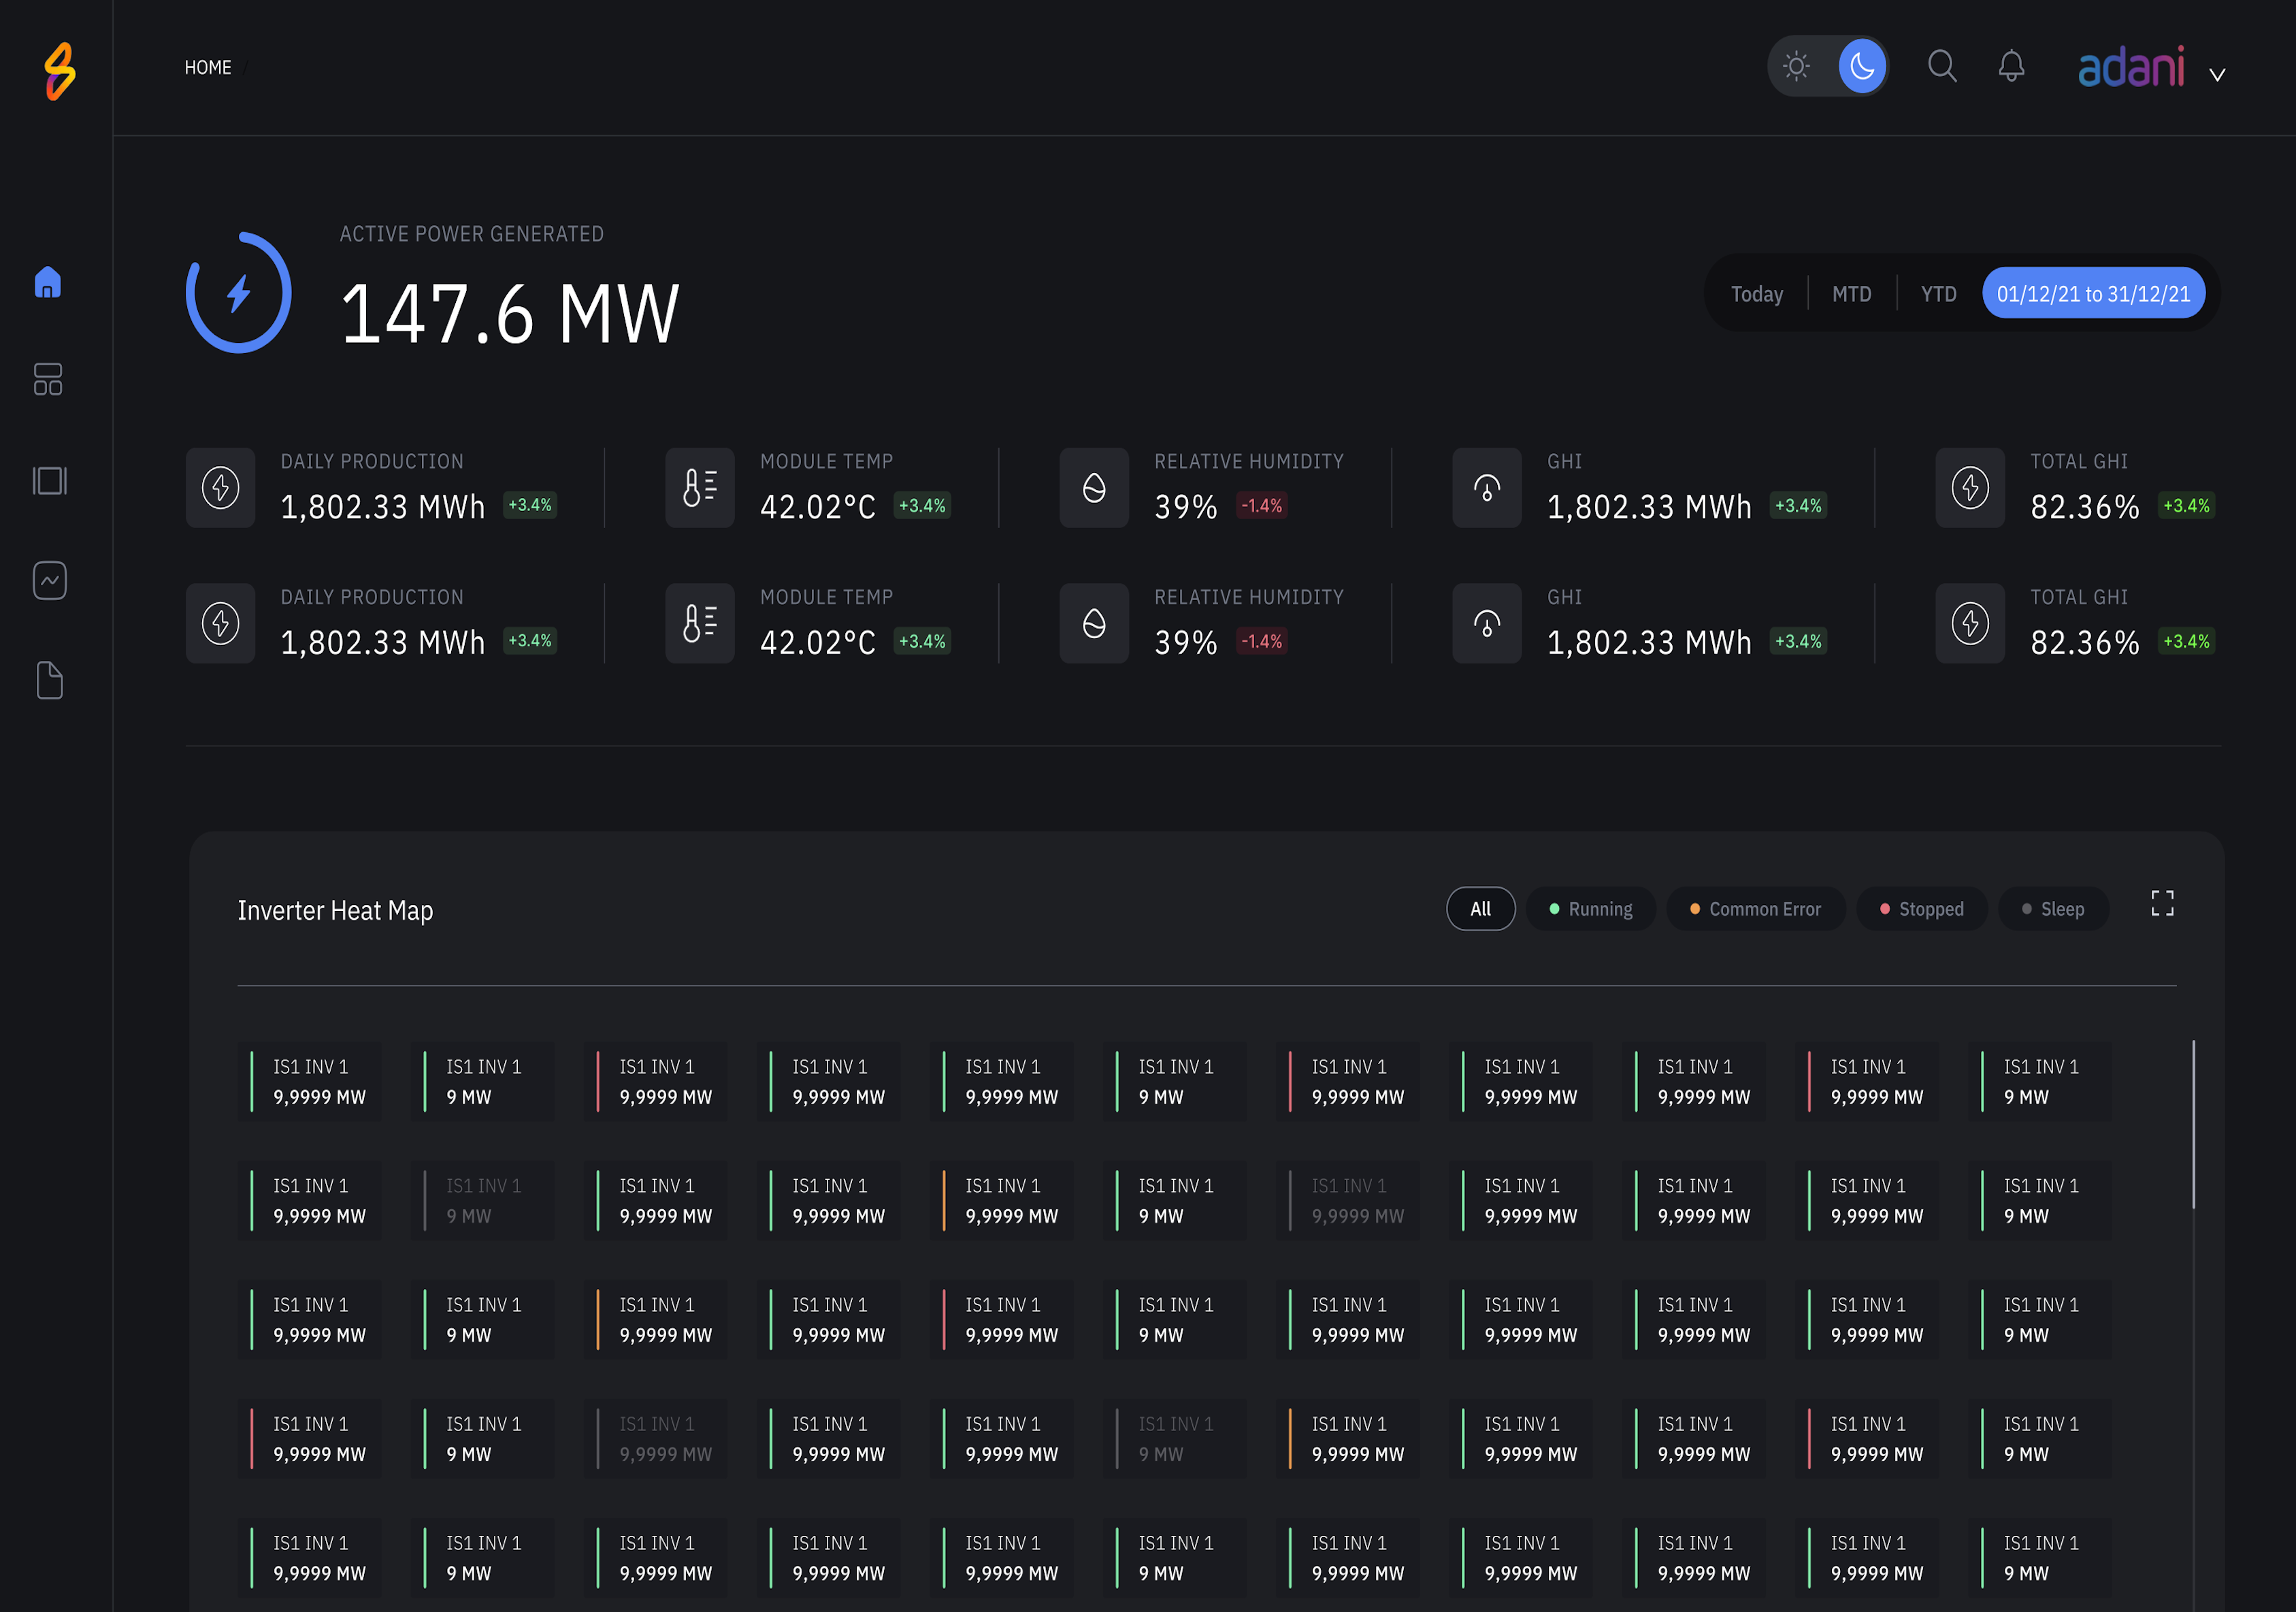 HOME /
adani
ACTIVE POWER GENERATED
147.6 MW
Today MTD YTD 01/12/21 to 31/12/21
DAILY PRODUCTION MODULE TEMP RELATIVE HUMIDITY GHI TOTAL GHI
1,802.33 MWh +3.4% 42.02°C +3.4% 39% -1.4% 1,802.33 MWh +3.4% 82.36% +3.4%
DAILY PRODUCTION MODULE TEMP RELATIVE HUMIDITY GHI TOTAL GHI
1,802.33 MWh +3.4% 42.02°C +3.4% 39% -1.4% 1,802.33 MWh +3.4% 82.36% +3.4%
Inverter Heat Map All Running Common Error Stopped Sleep
IS1 INV 1 IS1 INV 1 IS1 INV 1 IS1 INV 1 IS1 INV 1 IS1 INV 1 IS1 INV 1 IS1 INV 1 IS1 INV 1 IS1 INV 1 IS1 INV 1
9,9999 MW 9 MW 9,9999 MW 9,9999 MW 9,9999 MW 9 MW 9,9999 MW 9,9999 MW 9,9999 MW 9,9999 MW 9 MW
IS1 INV 1 IS1 INV 1 IS1 INV 1 IS1 INV 1 IS1 INV 1 IS1 INV 1 IS1 INV 1 IS1 INV 1 IS1 INV 1 IS1 INV 1 IS1 INV 1
9,9999 MW 9 MW 9,9999 MW 9,9999 MW 9,9999 MW 9 MW 9,9999 MW 9,9999 MW 9,9999 MW 9,9999 MW 9 MW
IS1 INV 1 IS1 INV 1 IS1 INV 1 IS1 INV 1 IS1 INV 1 IS1 INV 1 IS1 INV 1 IS1 INV 1 IS1 INV 1 IS1 INV 1 IS1 INV 1
9,9999 MW 9 MW 9,9999 MW 9,9999 MW 9,9999 MW 9 MW 9,9999 MW 9,9999 MW 9,9999 MW 9,9999 MW 9 MW
IS1 INV 1 IS1 INV 1 IS1 INV 1 IS1 INV 1 IS1 INV 1 IS1 INV 1 IS1 INV 1 IS1 INV 1 IS1 INV 1 IS1 INV 1 IS1 INV 1
9,9999 MW 9 MW 9,9999 MW 9,9999 MW 9,9999 MW 9 MW 9,9999 MW 9,9999 MW 9,9999 MW 9,9999 MW 9 MW
IS1 INV 1 IS1 INV 1 IS1 INV 1 IS1 INV 1 IS1 INV 1 IS1 INV 1 IS1 INV 1 IS1 INV 1 IS1 INV 1 IS1 INV 1 IS1 INV 1
9,9999 MW 9 MW 9,9999 MW 9,9999 MW 9,9999 MW 9 MW 9,9999 MW 9,9999 MW 9,9999 MW 9,9999 MW 9 MW